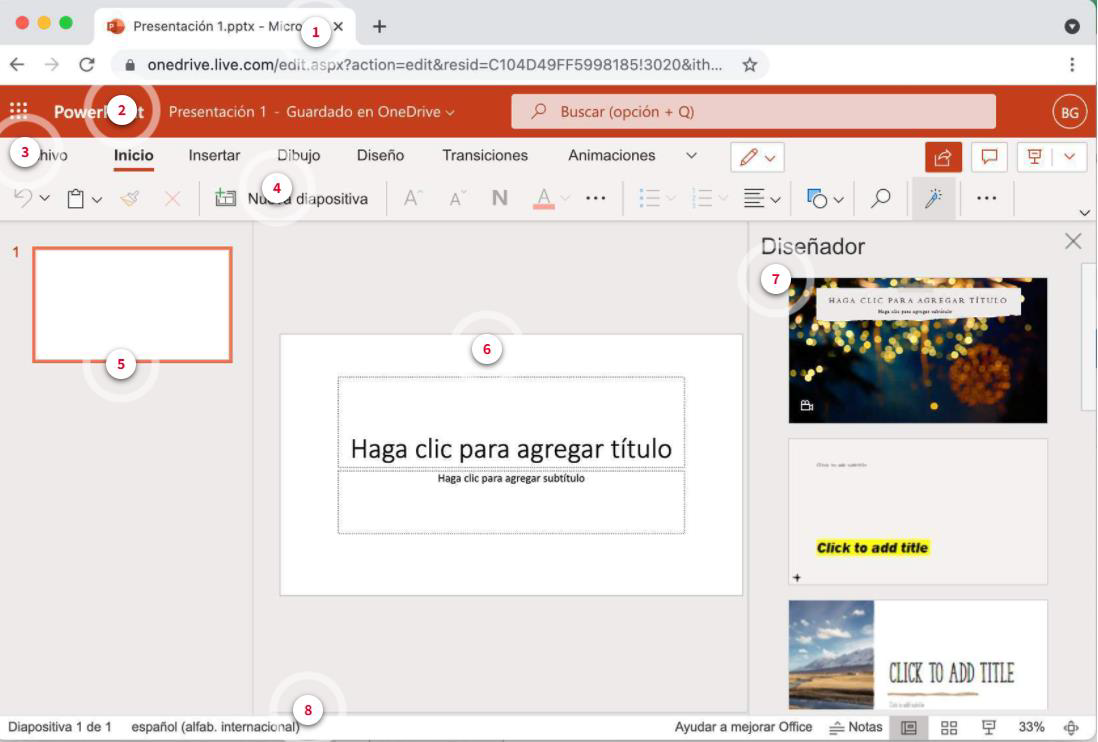 Presentación 1.pptx - Micro
1
onedrive.live.com/edit.aspx?action=edit&resid=C104D49FF5998185!3020&ith...
PowerPoint
2
Presentación 1 - Guardado en OneDrive
Buscar (opción + Q)
BG
3
hivo
Inicio
Insertar
Dibujo
Diseño
Transiciones
Animaciones
4
Nueva diapositiva
A
A
N
A
1
5
6
Haga clic para agregar título
Haga clic para agregar subtítulo
Diseñador
7
HAGA CLIC PARA AGREGAR TÍTULO
Haga clic para agregar subtítulo
Click to add subtitle
Click to add title
CLICK TO ADD TITLE
Click to add subtitle
8
Diapositiva 1 de 1
español (alfab. internacional)
Ayudar a mejorar Office
Notas
33%